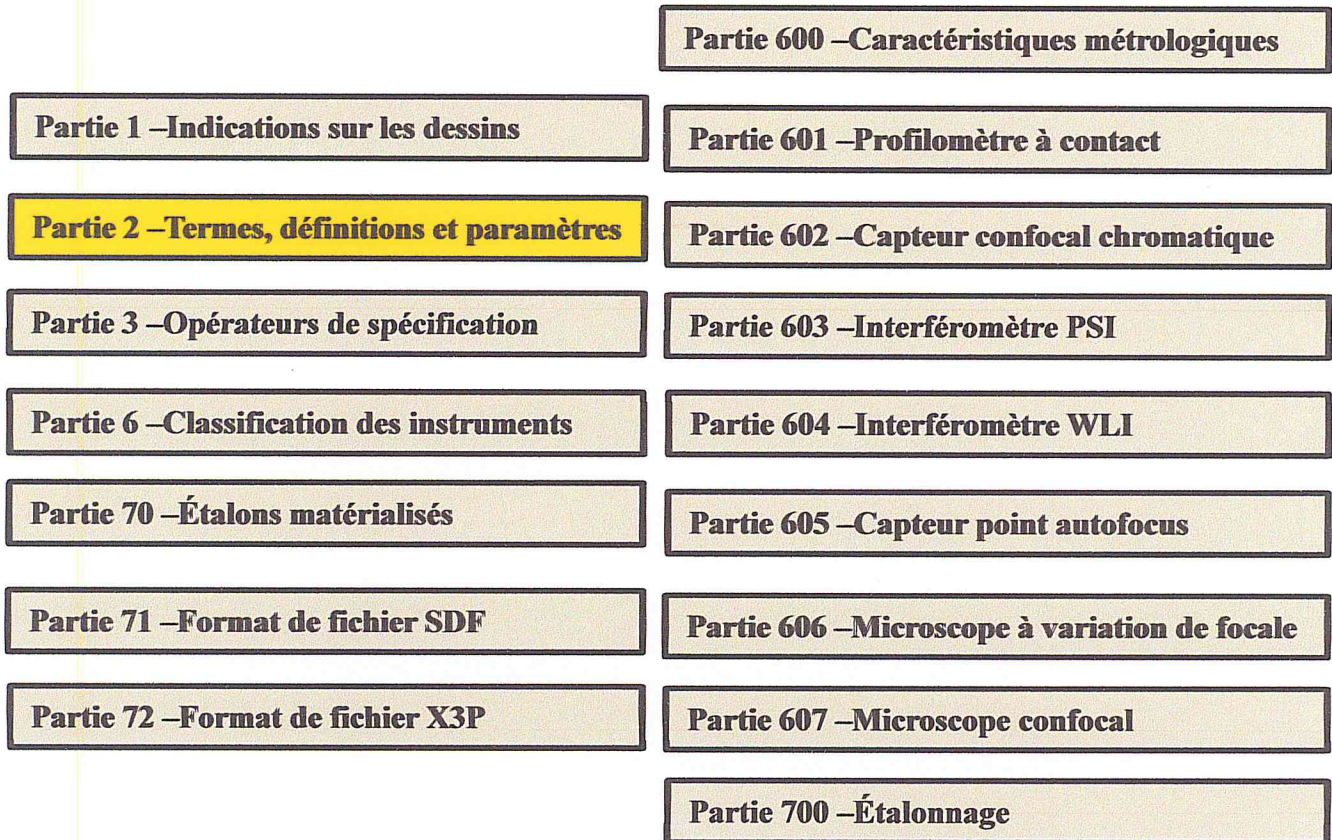 Partie 1 –Indications sur les dessins
Partie 2 –Termes, définitions et paramètres
Partie 3 –Opérateurs de spécification
Partie 6 –Classification des instruments
Partie 70 –Étalons matérialisés
Partie 71 –Format de fichier SDF
Partie 72 –Format de fichier X3P
Partie 600 –Caractéristiques métrologiques
Partie 601 –Profilomètre à contact
Partie 602 –Capteur confocal chromatique
Partie 603 –Interféromètre PSI
Partie 604 –Interféromètre WLI
Partie 605 –Capteur point autofocus
Partie 606 –Microscope à variation de focale
Partie 607 –Microscope confocal
Partie 700 –Étalonnage